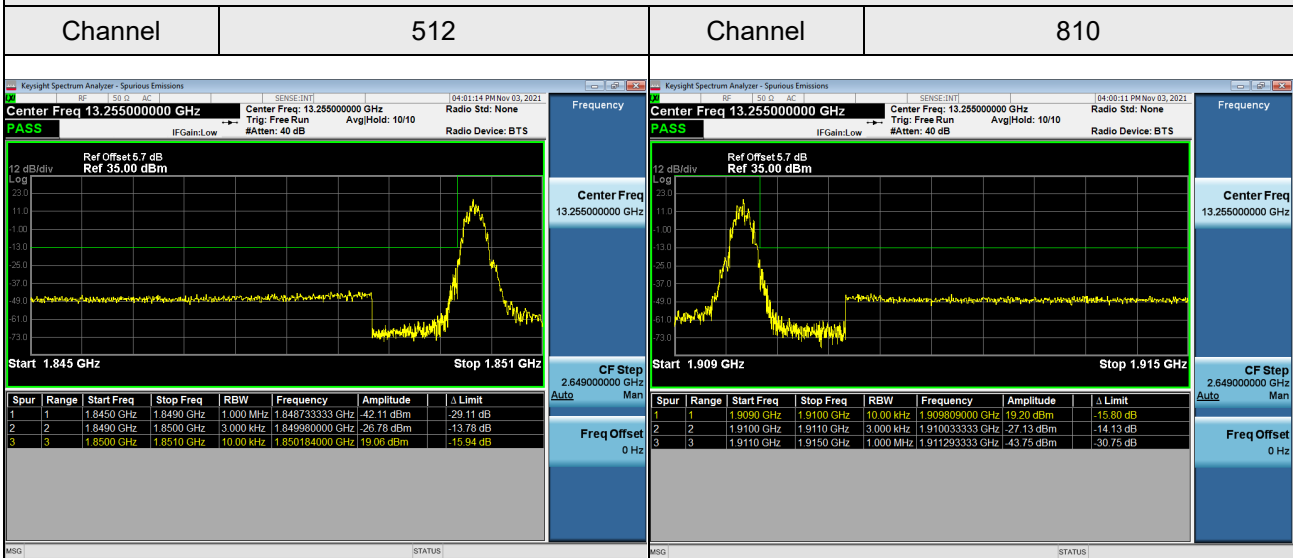 Channel 512 Channel 810
Keysight Spectrum Analyzer - Spurious Emissions
RF 50 Ω AC SENSE:INT 04:01:14 PM Nov 03, 2021
Center Freq 13.255000000 GHz Center Freq: 13.255000000 GHz Radio Std: None
Trig: Free Run Avg|Hold: 10/10
PASS IFGain:Low #Atten: 40 dB Radio Device: BTS
Ref Offset 5.7 dB
12 dB/div Ref 35.00 dBm
Log
23.0
11.0
-1.00
-13.0
-25.0
-37.0
-49.0
-61.0
-73.0
Start 1.845 GHz Stop 1.851 GHz
Spur Range Start Freq Stop Freq RBW Frequency Amplitude Δ Limit
1 1 1.8450 GHz 1.8490 GHz 1.000 MHz 1.848733333 GHz -42.11 dBm -29.11 dB
2 2 1.8490 GHz 1.8500 GHz 3.000 kHz 1.849980000 GHz -26.78 dBm -13.78 dB
3 3 1.8500 GHz 1.8510 GHz 10.00 kHz 1.850184000 GHz 19.06 dBm -15.94 dB
MSG STATUS
Frequency
Center Freq
13.255000000 GHz
CF Step
2.649000000 GHz
Auto Man
Freq Offset
0 Hz
Keysight Spectrum Analyzer - Spurious Emissions
RF 50 Ω AC SENSE:INT 04:00:11 PM Nov 03, 2021
Center Freq 13.255000000 GHz Center Freq: 13.255000000 GHz Radio Std: None
Trig: Free Run Avg|Hold: 10/10
PASS IFGain:Low #Atten: 40 dB Radio Device: BTS
Ref Offset 5.7 dB
12 dB/div Ref 35.00 dBm
Log
23.0
11.0
-1.00
-13.0
-25.0
-37.0
-49.0
-61.0
-73.0
Start 1.909 GHz Stop 1.915 GHz
Spur Range Start Freq Stop Freq RBW Frequency Amplitude Δ Limit
1 1 1.9090 GHz 1.9100 GHz 10.00 kHz 1.909809000 GHz 19.20 dBm -15.80 dB
2 2 1.9100 GHz 1.9110 GHz 3.000 kHz 1.910033333 GHz -27.13 dBm -14.13 dB
3 3 1.9110 GHz 1.9150 GHz 1.000 MHz 1.911293333 GHz -43.75 dBm -30.75 dB
MSG STATUS
Frequency
Center Freq
13.255000000 GHz
CF Step
2.649000000 GHz
Auto Man
Freq Offset
0 Hz